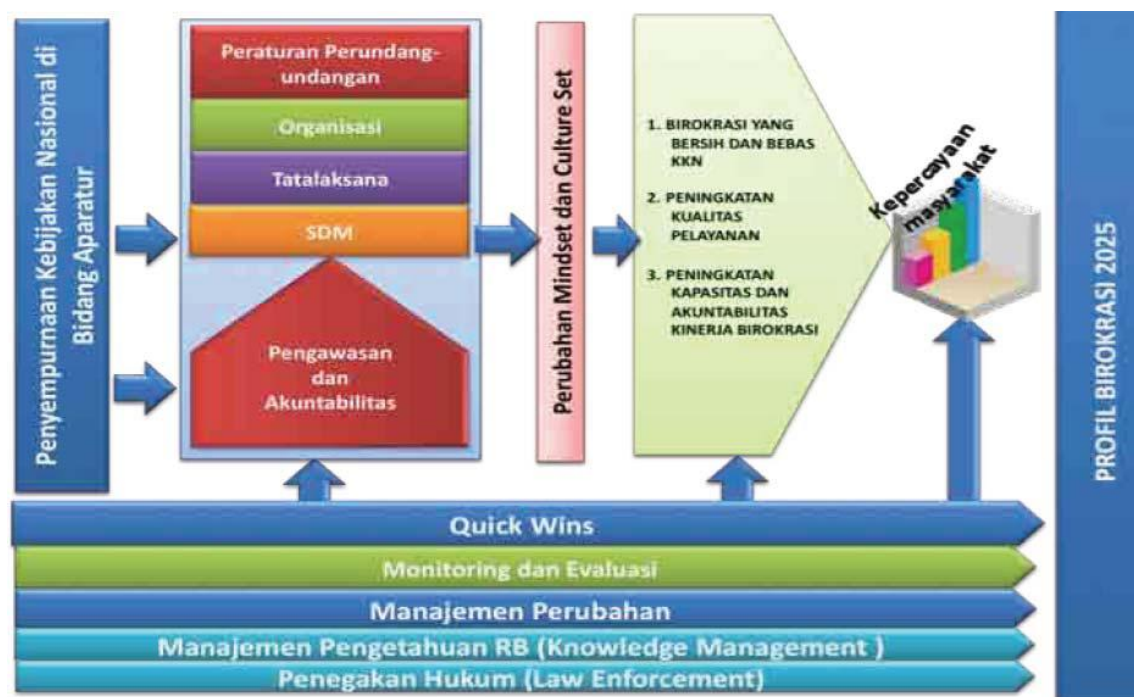 Penyempurnaan Kebijakan Nasional di
Bidang Aparatur
Peraturan Perundang-
undangan
Organisasi
Tatalaksana
SDM
Pengawasan
dan
Akuntabilitas
Perubahan Mindset dan Culture Set
1. BIROKRASI YANG
BERSIH DAN BEBAS
KKN
2. PENINGKATAN
KUALITAS
PELAYANAN
3. PENINGKATAN
KAPASITAS DAN
AKUNTABILITAS
KINERJA BIROKRASI
Kepercayaan
masyarakat
PROFIL BIROKRASI 2025
Quick Wins
Monitoring dan Evaluasi
Manajemen Perubahan
Manajemen Pengetahuan RB (Knowledge Management )
Penegakan Hukum (Law Enforcement)